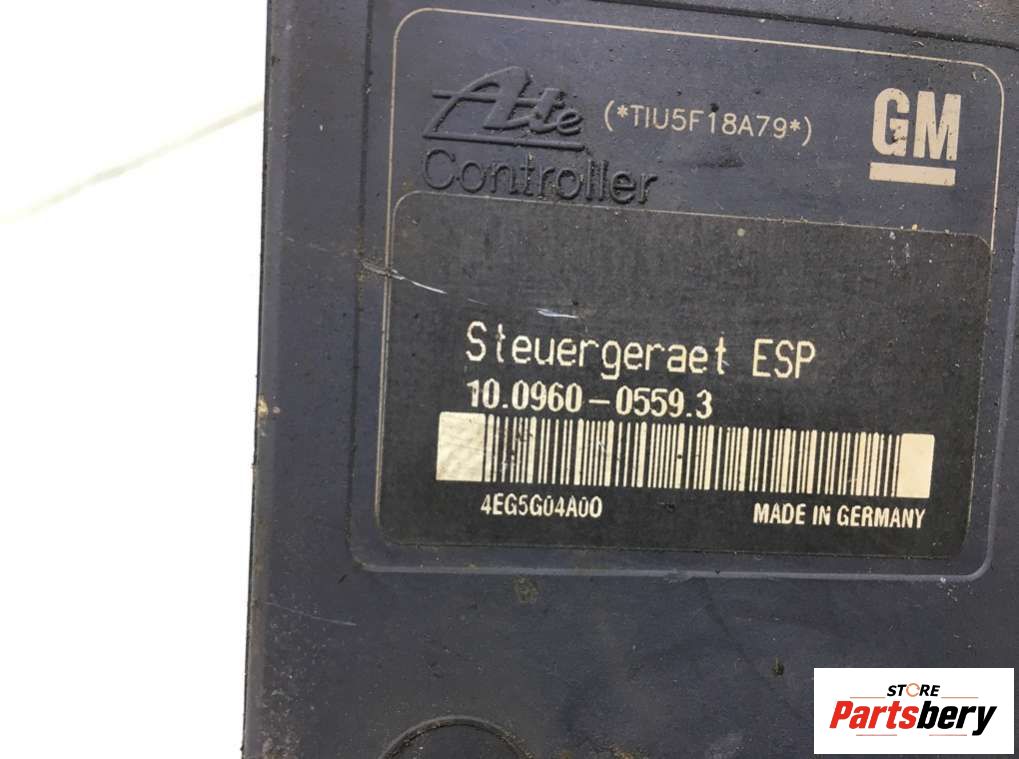 Ate (*TIU5F18A79*) GM
Controller
Steuergeraet ESP
10.0960-0559.3
4EG5G04A00 MADE IN GERMANY
STORE
Partsbery